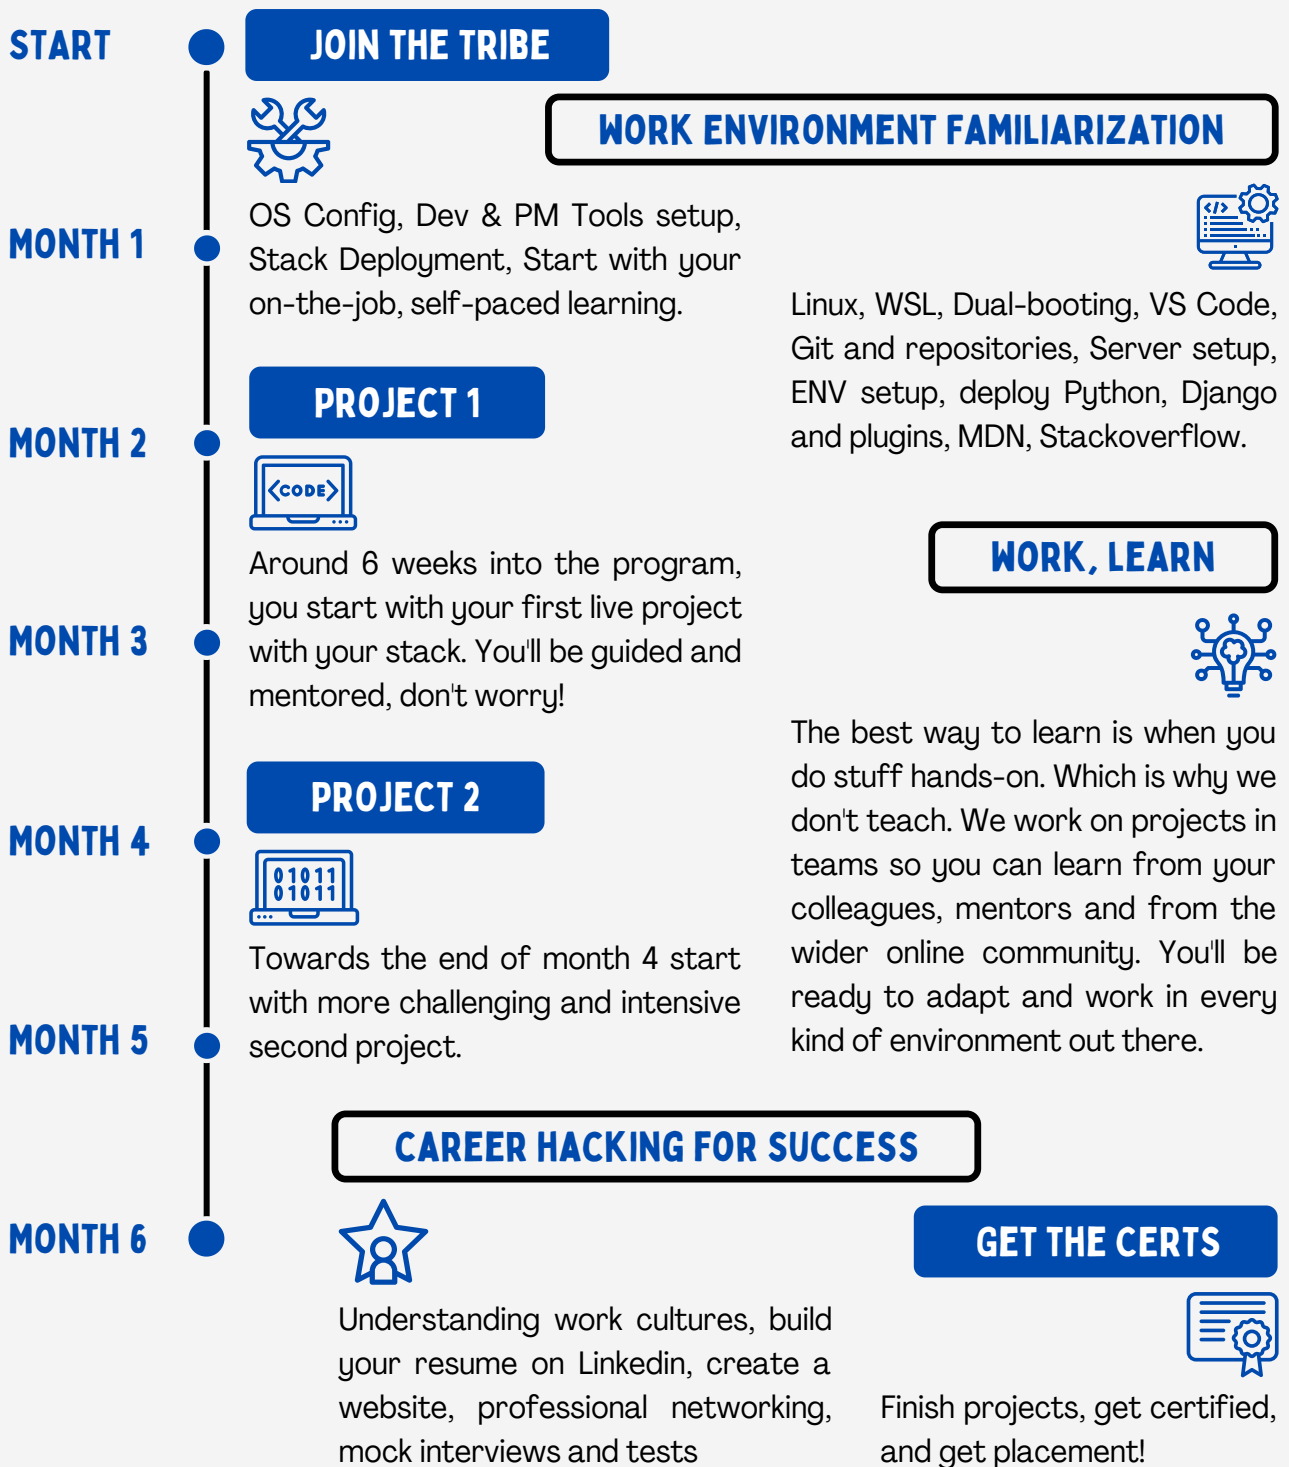 START
JOIN THE TRIBE
WORK ENVIRONMENT FAMILIARIZATION
MONTH 1
OS Config, Dev & PM Tools setup,
Stack Deployment, Start with your
on-the-job, self-paced learning.
</>
Linux, WSL, Dual-booting, VS Code,
Git and repositories, Server setup,
ENV setup, deploy Python, Django
and plugins, MDN, Stackoverflow.
PROJECT 1
MONTH 2
<CODE>
Around 6 weeks into the program,
you start with your first live project
with your stack. You'll be guided and
mentored, don't worry!
MONTH 3
WORK, LEARN
The best way to learn is when you
do stuff hands-on. Which is why we
don't teach. We work on projects in
teams so you can learn from your
colleagues, mentors and from the
wider online community. You'll be
ready to adapt and work in every
kind of environment out there.
PROJECT 2
MONTH 4
01011
01011
Towards the end of month 4 start
with more challenging and intensive
second project.
MONTH 5
CAREER HACKING FOR SUCCESS
MONTH 6
Understanding work cultures, build
your resume on Linkedin, create a
website, professional networking,
mock interviews and tests
GET THE CERTS
Finish projects, get certified,
and get placement!